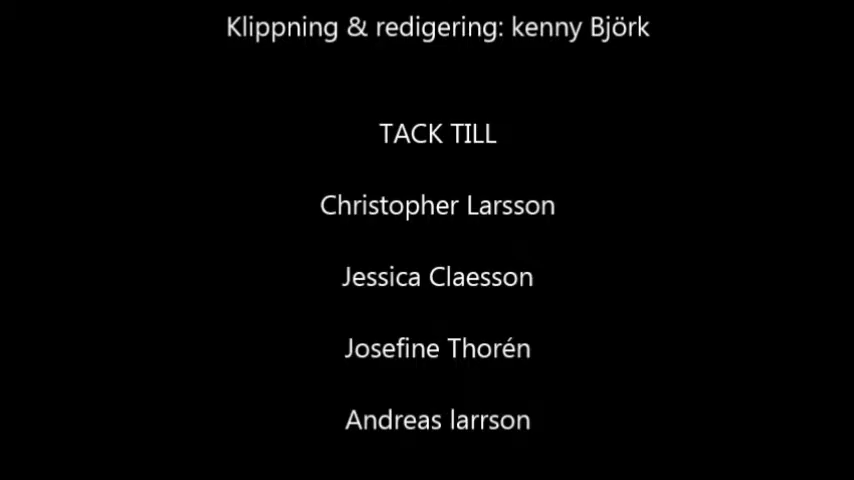 Klippning & redigering: kenny Björk
TACK TILL
Christopher Larsson
Jessica Claesson
Josefine Thorén
Andreas larrson